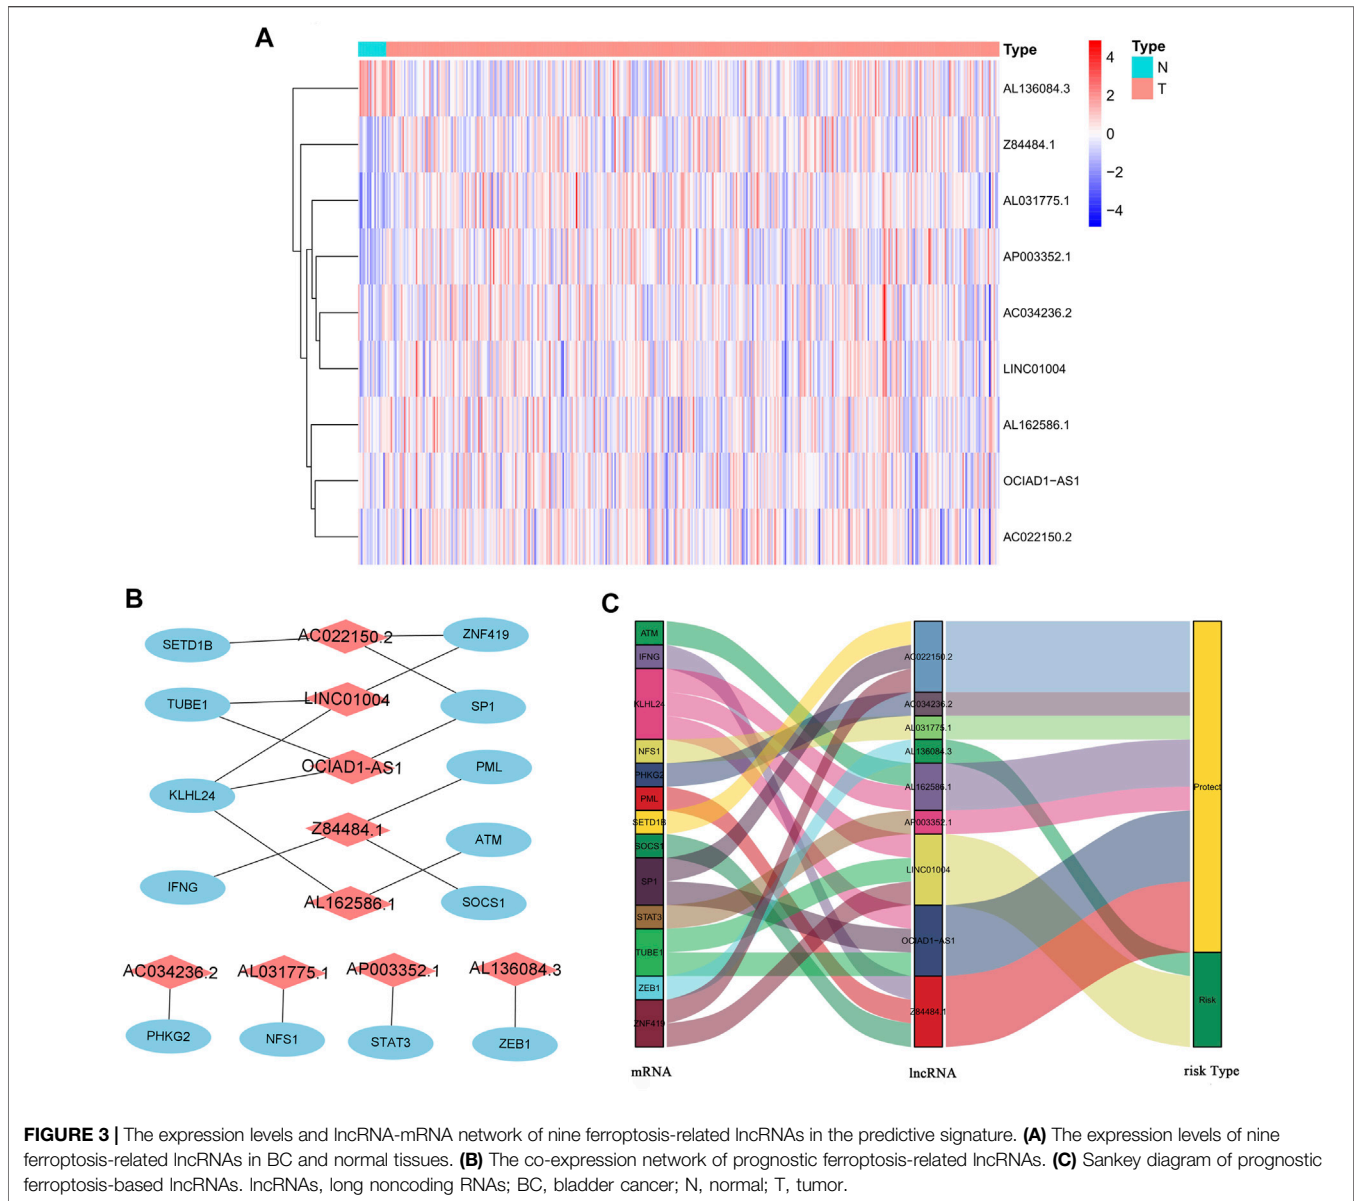 A
Type
AL136084.3
Z84484.1
AL031775.1
AP003352.1
AC034236.2
LINC01004
AL162586.1
OCIAD1−AS1
AC022150.2
4
2
0
−2
−4
Type
N
T
B
SETD1B
AC022150.2
ZNF419
TUBE1
LINC01004
SP1
OCIAD1-AS1
PML
KLHL24
Z84484.1
ATM
IFNG
AL162586.1
SOCS1
AC034236.2
AL031775.1
AP003352.1
AL136084.3
PHKG2
NFS1
STAT3
ZEB1
C
ATM
IFNG
KLHL24
NFS1
PHKG2
PML
SETD1B
SOCS1
SP1
STAT3
TUBE1
ZEB1
ZNF419
mRNA
AC022150.2
AC034236.2
AL031775.1
AL136084.3
AL162586.1
AP003352.1
LINC01004
OCIAD1−AS1
Z84484.1
lncRNA
Protect
Risk
risk Type
FIGURE 3 | The expression levels and lncRNA-mRNA network of nine ferroptosis-related lncRNAs in the predictive signature. (A) The expression levels of nine
ferroptosis-related lncRNAs in BC and normal tissues. (B) The co-expression network of prognostic ferroptosis-related lncRNAs. (C) Sankey diagram of prognostic
ferroptosis-based lncRNAs. lncRNAs, long noncoding RNAs; BC, bladder cancer; N, normal; T, tumor.